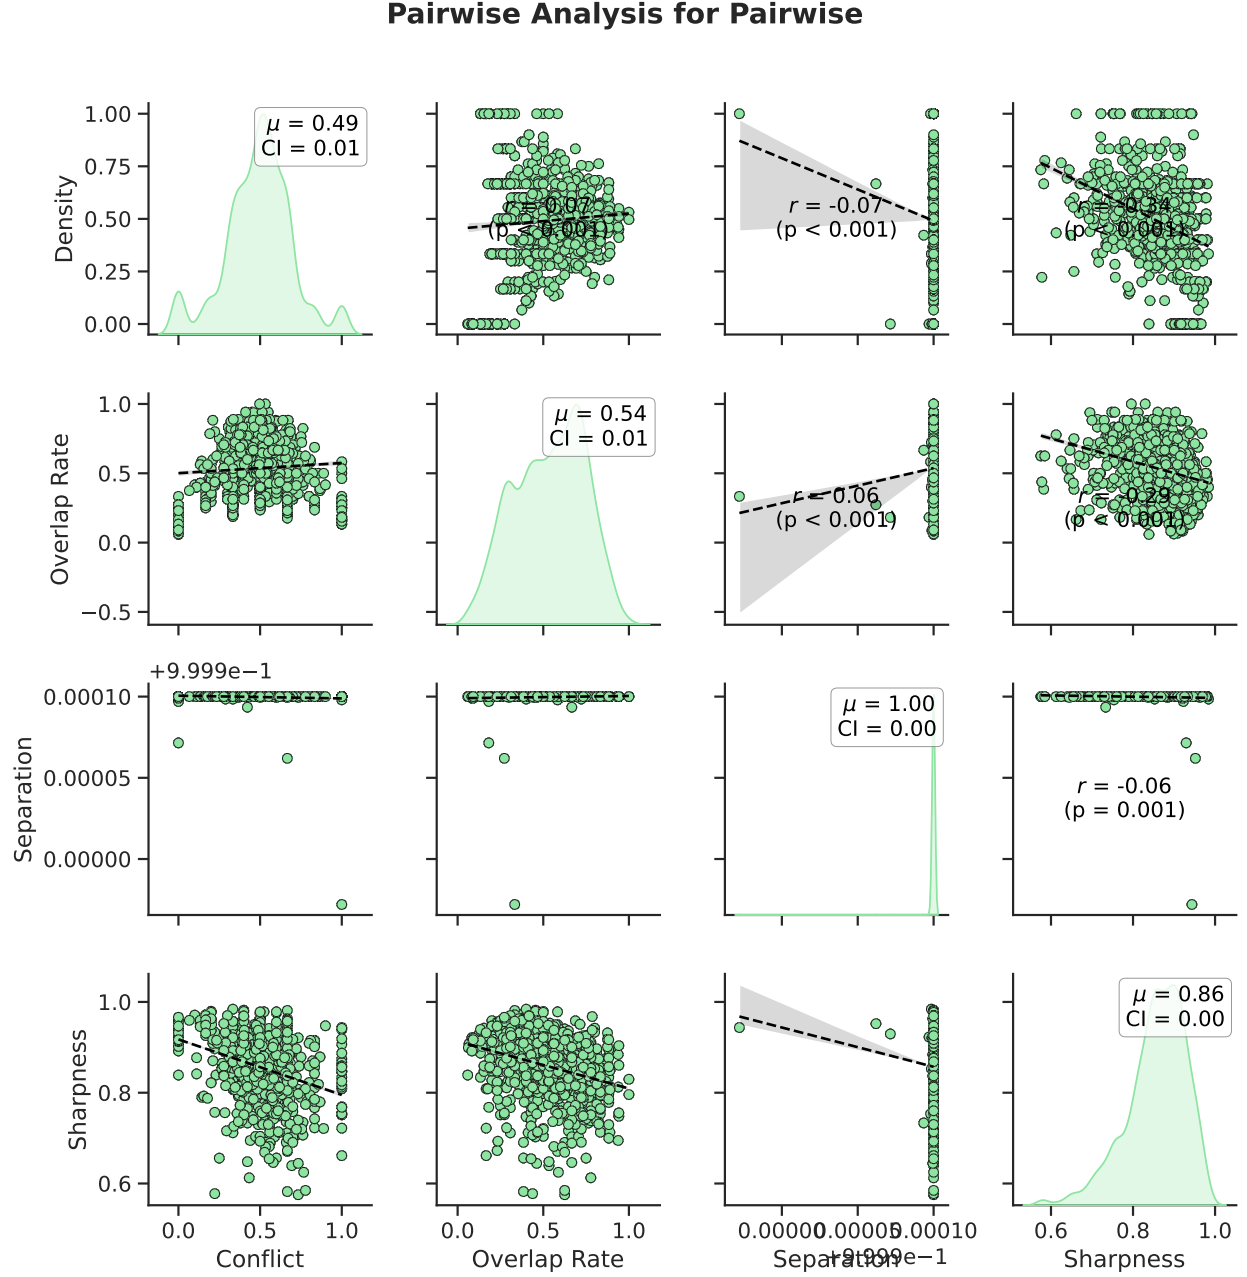 Pairwise Analysis for Pairwise
Density
1.00
0.75
0.50
0.25
0.00
μ = 0.49
CI = 0.01
r = 0.07
(p < 0.001)
r = -0.07
(p < 0.001)
r = -0.34
(p < 0.001)
Overlap Rate
1.0
0.5
0.0
−0.5
μ = 0.54
CI = 0.01
r = 0.06
(p < 0.001)
r = -0.29
(p < 0.001)
+9.999e−1
Separation
0.00010
0.00005
0.00000
μ = 1.00
CI = 0.00
r = -0.06
(p = 0.001)
Sharpness
1.0
0.8
0.6
μ = 0.86
CI = 0.00
0.0 0.5 1.0
0.0 0.5 1.0
0.00000 0.00005 0.00010
0.6 0.8 1.0
Conflict
Overlap Rate
Separation
+9.999e−1
Sharpness